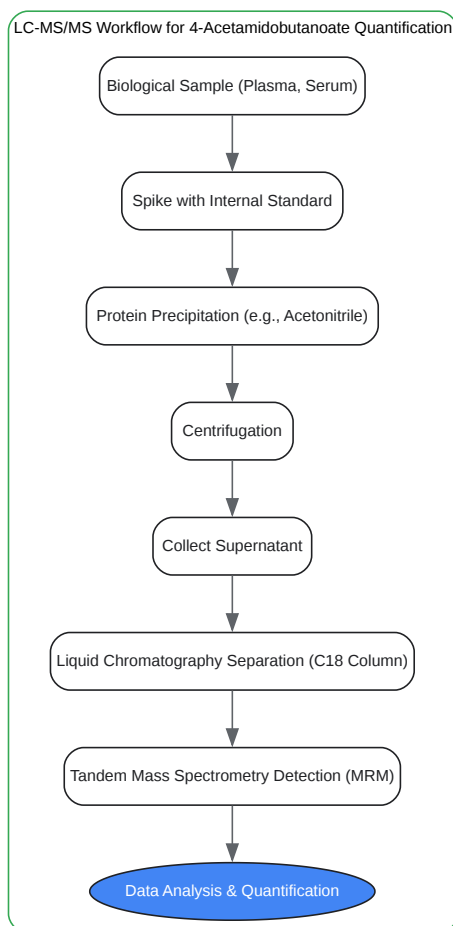 LC-MS/MS Workflow for 4-Acetamidobutanoate Quantification
Biological Sample (Plasma, Serum)
Spike with Internal Standard
Protein Precipitation (e.g., Acetonitrile)
Centrifugation
Collect Supernatant
Liquid Chromatography Separation (C18 Column)
Tandem Mass Spectrometry Detection (MRM)
Data Analysis & Quantification